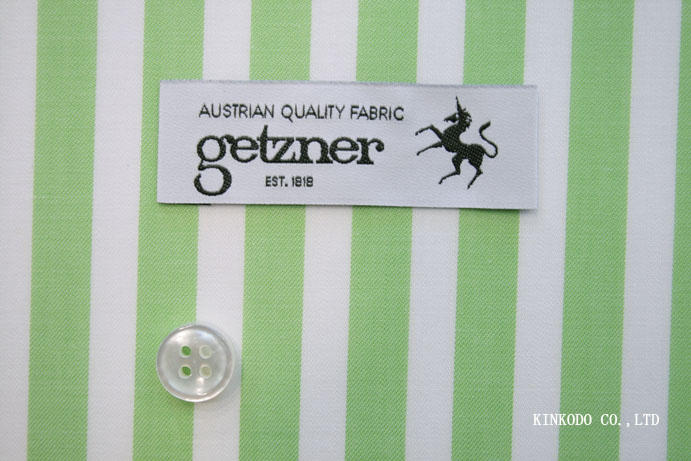 AUSTRIAN QUALITY FABRIC
getzner
EST. 1818
KINKODO CO.,LTD